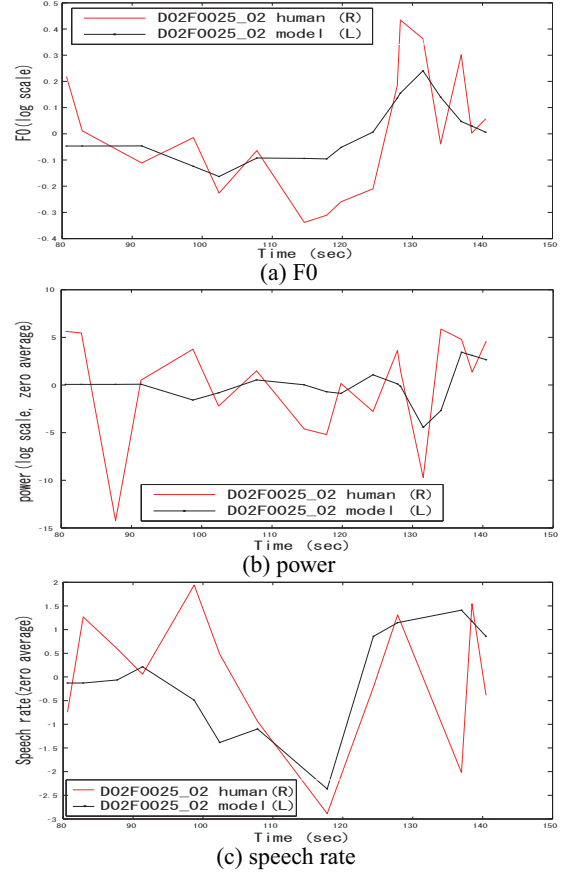 0.5
0.4
0.3
0.2
0.1
0
-0.1
-0.2
-0.3
-0.4
F0(log scale)
D02F0025_02 human (R)
D02F0025_02 model (L)
80 90 100 110 120 130 140 150
Time (sec)
(a) F0
10
5
0
-5
-10
-15
power(log scale, zero average)
D02F0025_02 human (R)
D02F0025_02 model (L)
80 90 100 110 120 130 140 150
Time (sec)
(b) power
2
1.5
1
0.5
0
-0.5
-1
-1.5
-2
-2.5
-3
Speech rate(zero average)
D02F0025_02 human(R)
D02F0025_02 model(L)
80 90 100 110 120 130 140 150
Time (sec)
(c) speech rate